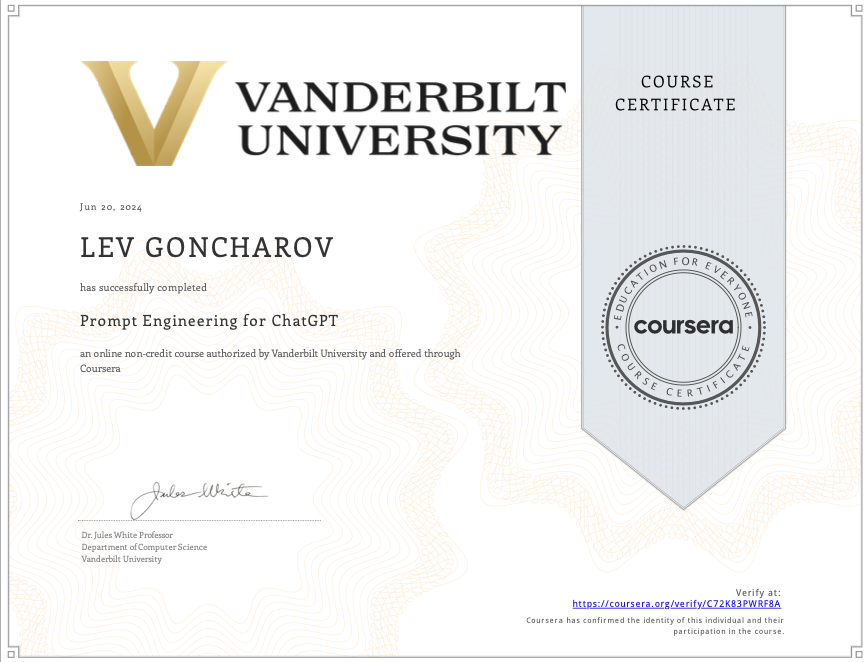 VANDERBILT
UNIVERSITY
COURSE
CERTIFICATE
Jun 20, 2024
LEV GONCHAROV
has successfully completed
Prompt Engineering for ChatGPT
an online non-credit course authorized by Vanderbilt University and offered through
Coursera
EDUCATION FOR EVERYONE
coursera
COURSE CERTIFICATE
Jules White
Dr. Jules White Professor
Department of Computer Science
Vanderbilt University
Verify at:
https://coursera.org/verify/C72K83PWRF8A
Coursera has confirmed the identity of this individual and their
participation in the course.